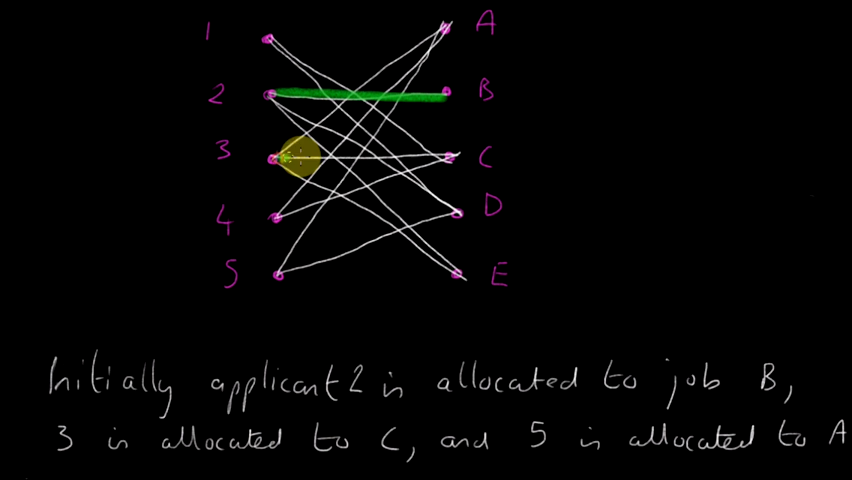 1 A
2 B
3 C
4 D
5 E
Initially applicant 2 is allocated to job B,
3 is allocated to C, and 5 is allocated to A